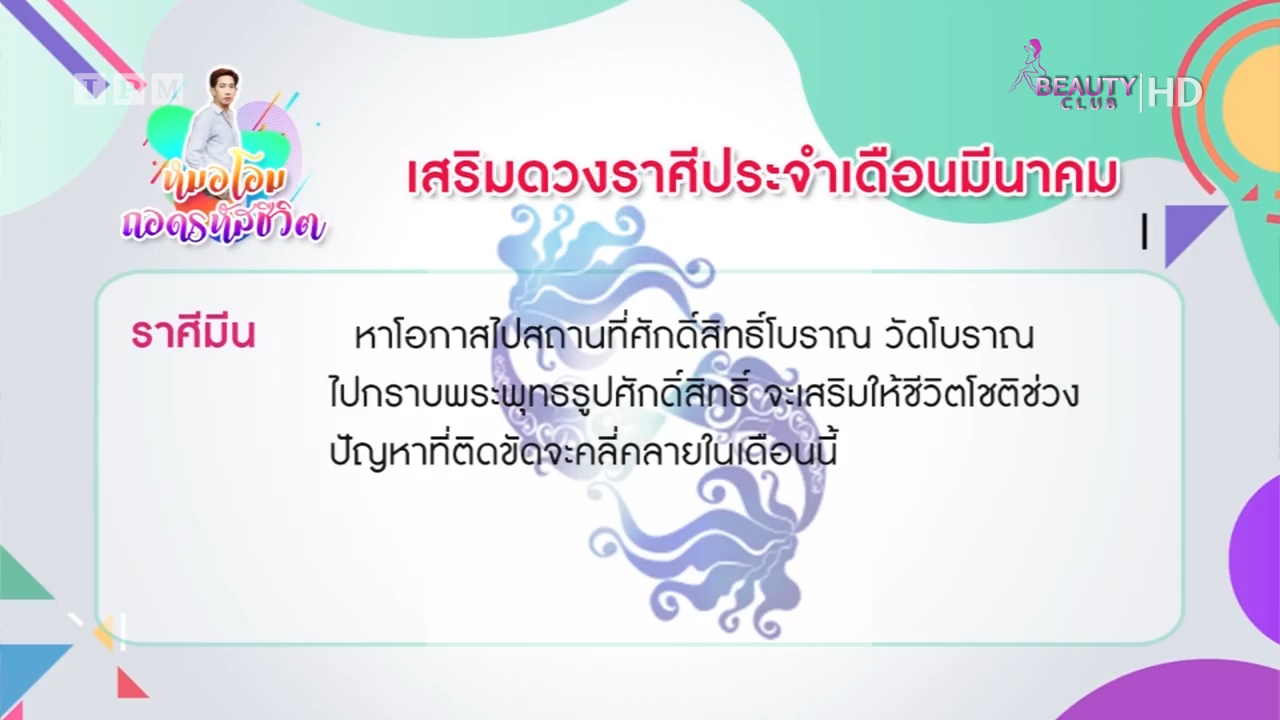 TPM
BEAUTY CLUB HD
หมอโอม
ถอดรหัสชีวิต
เสริมดวงราศีประจำเดือนมีนาคม
ราศีมีน
หาโอกาสไปสถานที่ศักดิ์สิทธิ์โบราณ วัดโบราณ
ไปกราบพระพุทธรูปศักดิ์สิทธิ์ จะเสริมให้ชีวิตโชติช่วง
ปัญหาที่ติดขัดจะคลี่คลายในเดือนนี้